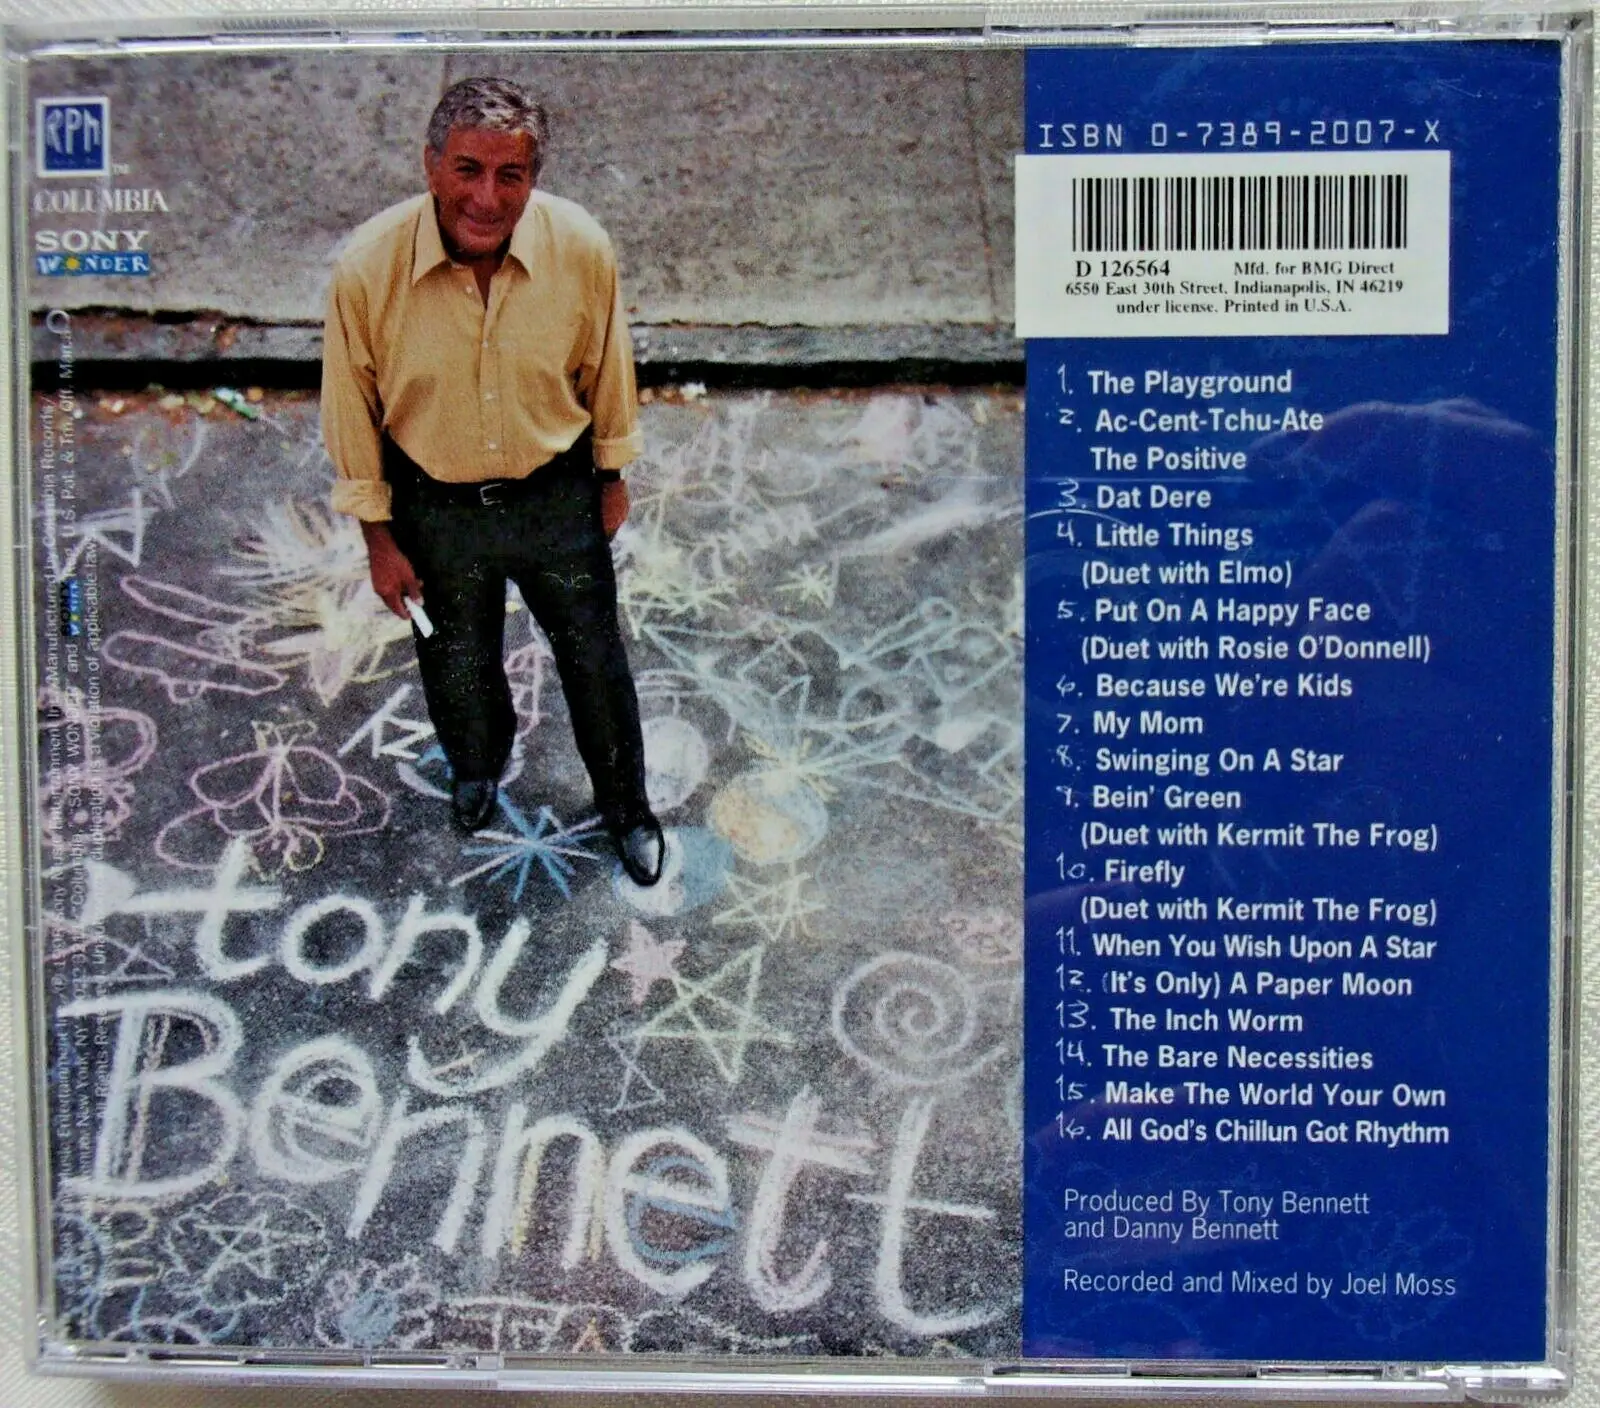 RPM
COLUMBIA
SONY
WONDER
tony
Bennett
ISBN 0-7389-2007-X
D 126564 Mfd. for BMG Direct
6550 East 30th Street, Indianapolis, IN 46219
under license. Printed in U.S.A.
1. The Playground
2. Ac-Cent-Tchu-Ate
The Positive
3. Dat Dere
4. Little Things
(Duet with Elmo)
5. Put On A Happy Face
(Duet with Rosie O'Donnell)
6. Because We're Kids
7. My Mom
8. Swinging On A Star
9. Bein' Green
(Duet with Kermit The Frog)
10. Firefly
(Duet with Kermit The Frog)
11. When You Wish Upon A Star
12. (It's Only) A Paper Moon
13. The Inch Worm
14. The Bare Necessities
15. Make The World Your Own
16. All God's Chillun Got Rhythm
Produced By Tony Bennett
and Danny Bennett
Recorded and Mixed by Joel Moss